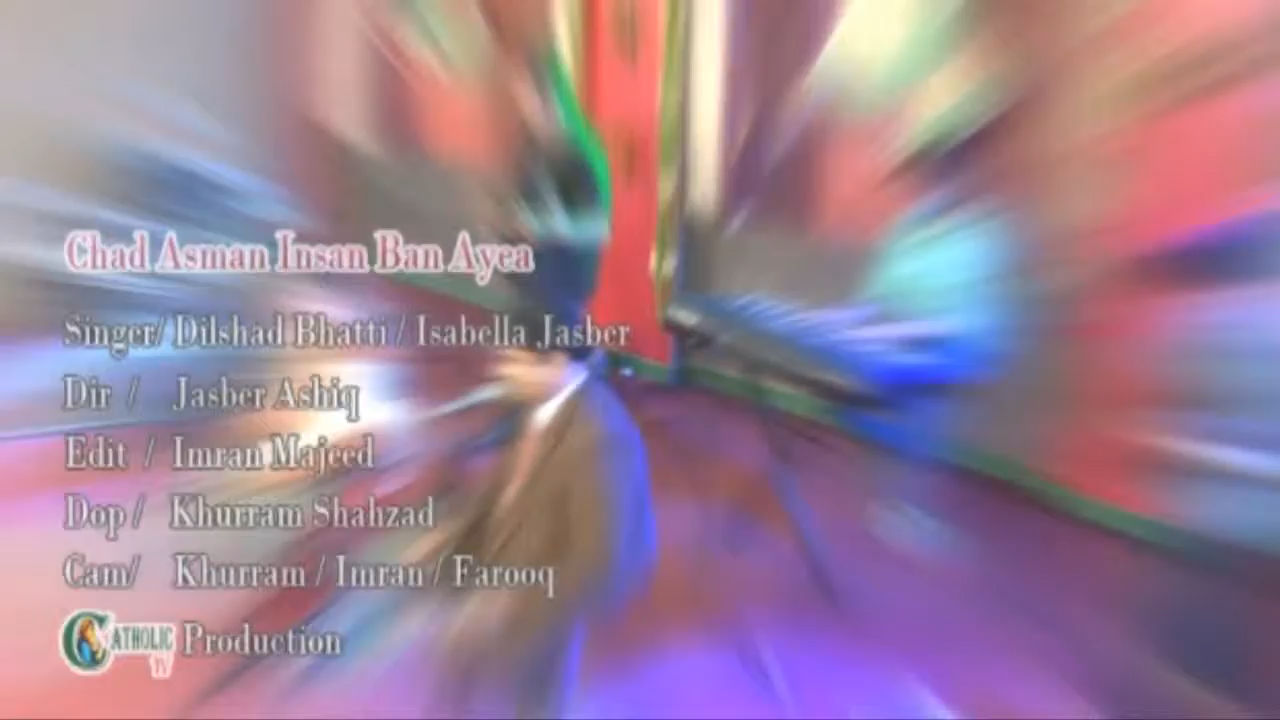 Chad Asman Insan Ban Ayea
Singer/ Dilshad Bhatti / Isabella Jasber
Dir / Jasber Ashiq
Edit / Imran Majeed
Dop / Khurram Shahzad
Cam/ Khurram / Imran / Farooq
CATHOLIC TV Production